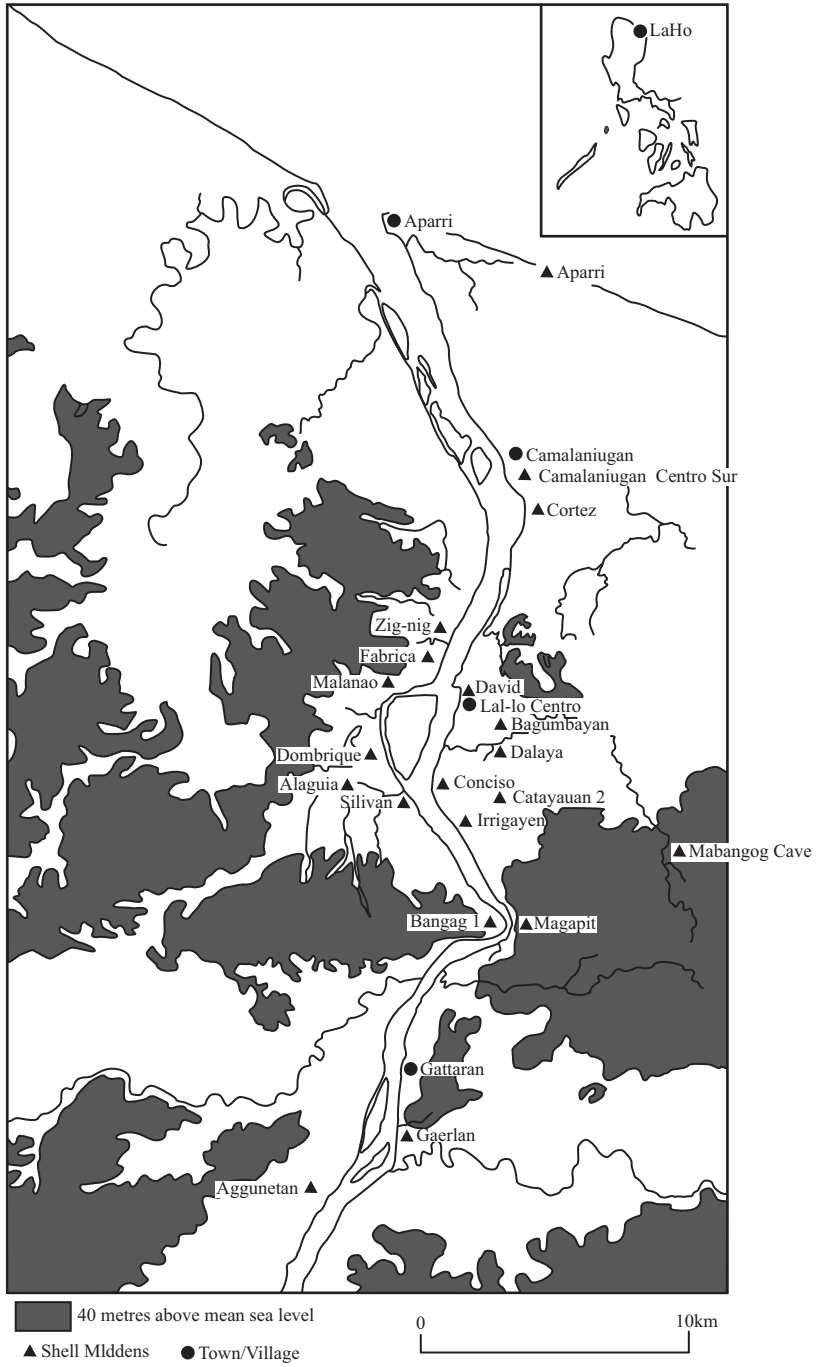 LaHo
Aparri
Aparri
Camalaniugan
Camalaniugan Centro Sur
Cortez
Zig-nig
Fabrica
Malanao
David
Lal-lo Centro
Bagumbayan
Dombrique
Dalaya
Alaguia
Conciso
Silivan
Catayauan 2
Irrigayen
Mabangog Cave
Bangag 1
Magapit
Gattaran
Gaerlan
Aggunetan
40 metres above mean sea level
Shell Mlddens
Town/Village
0
10km